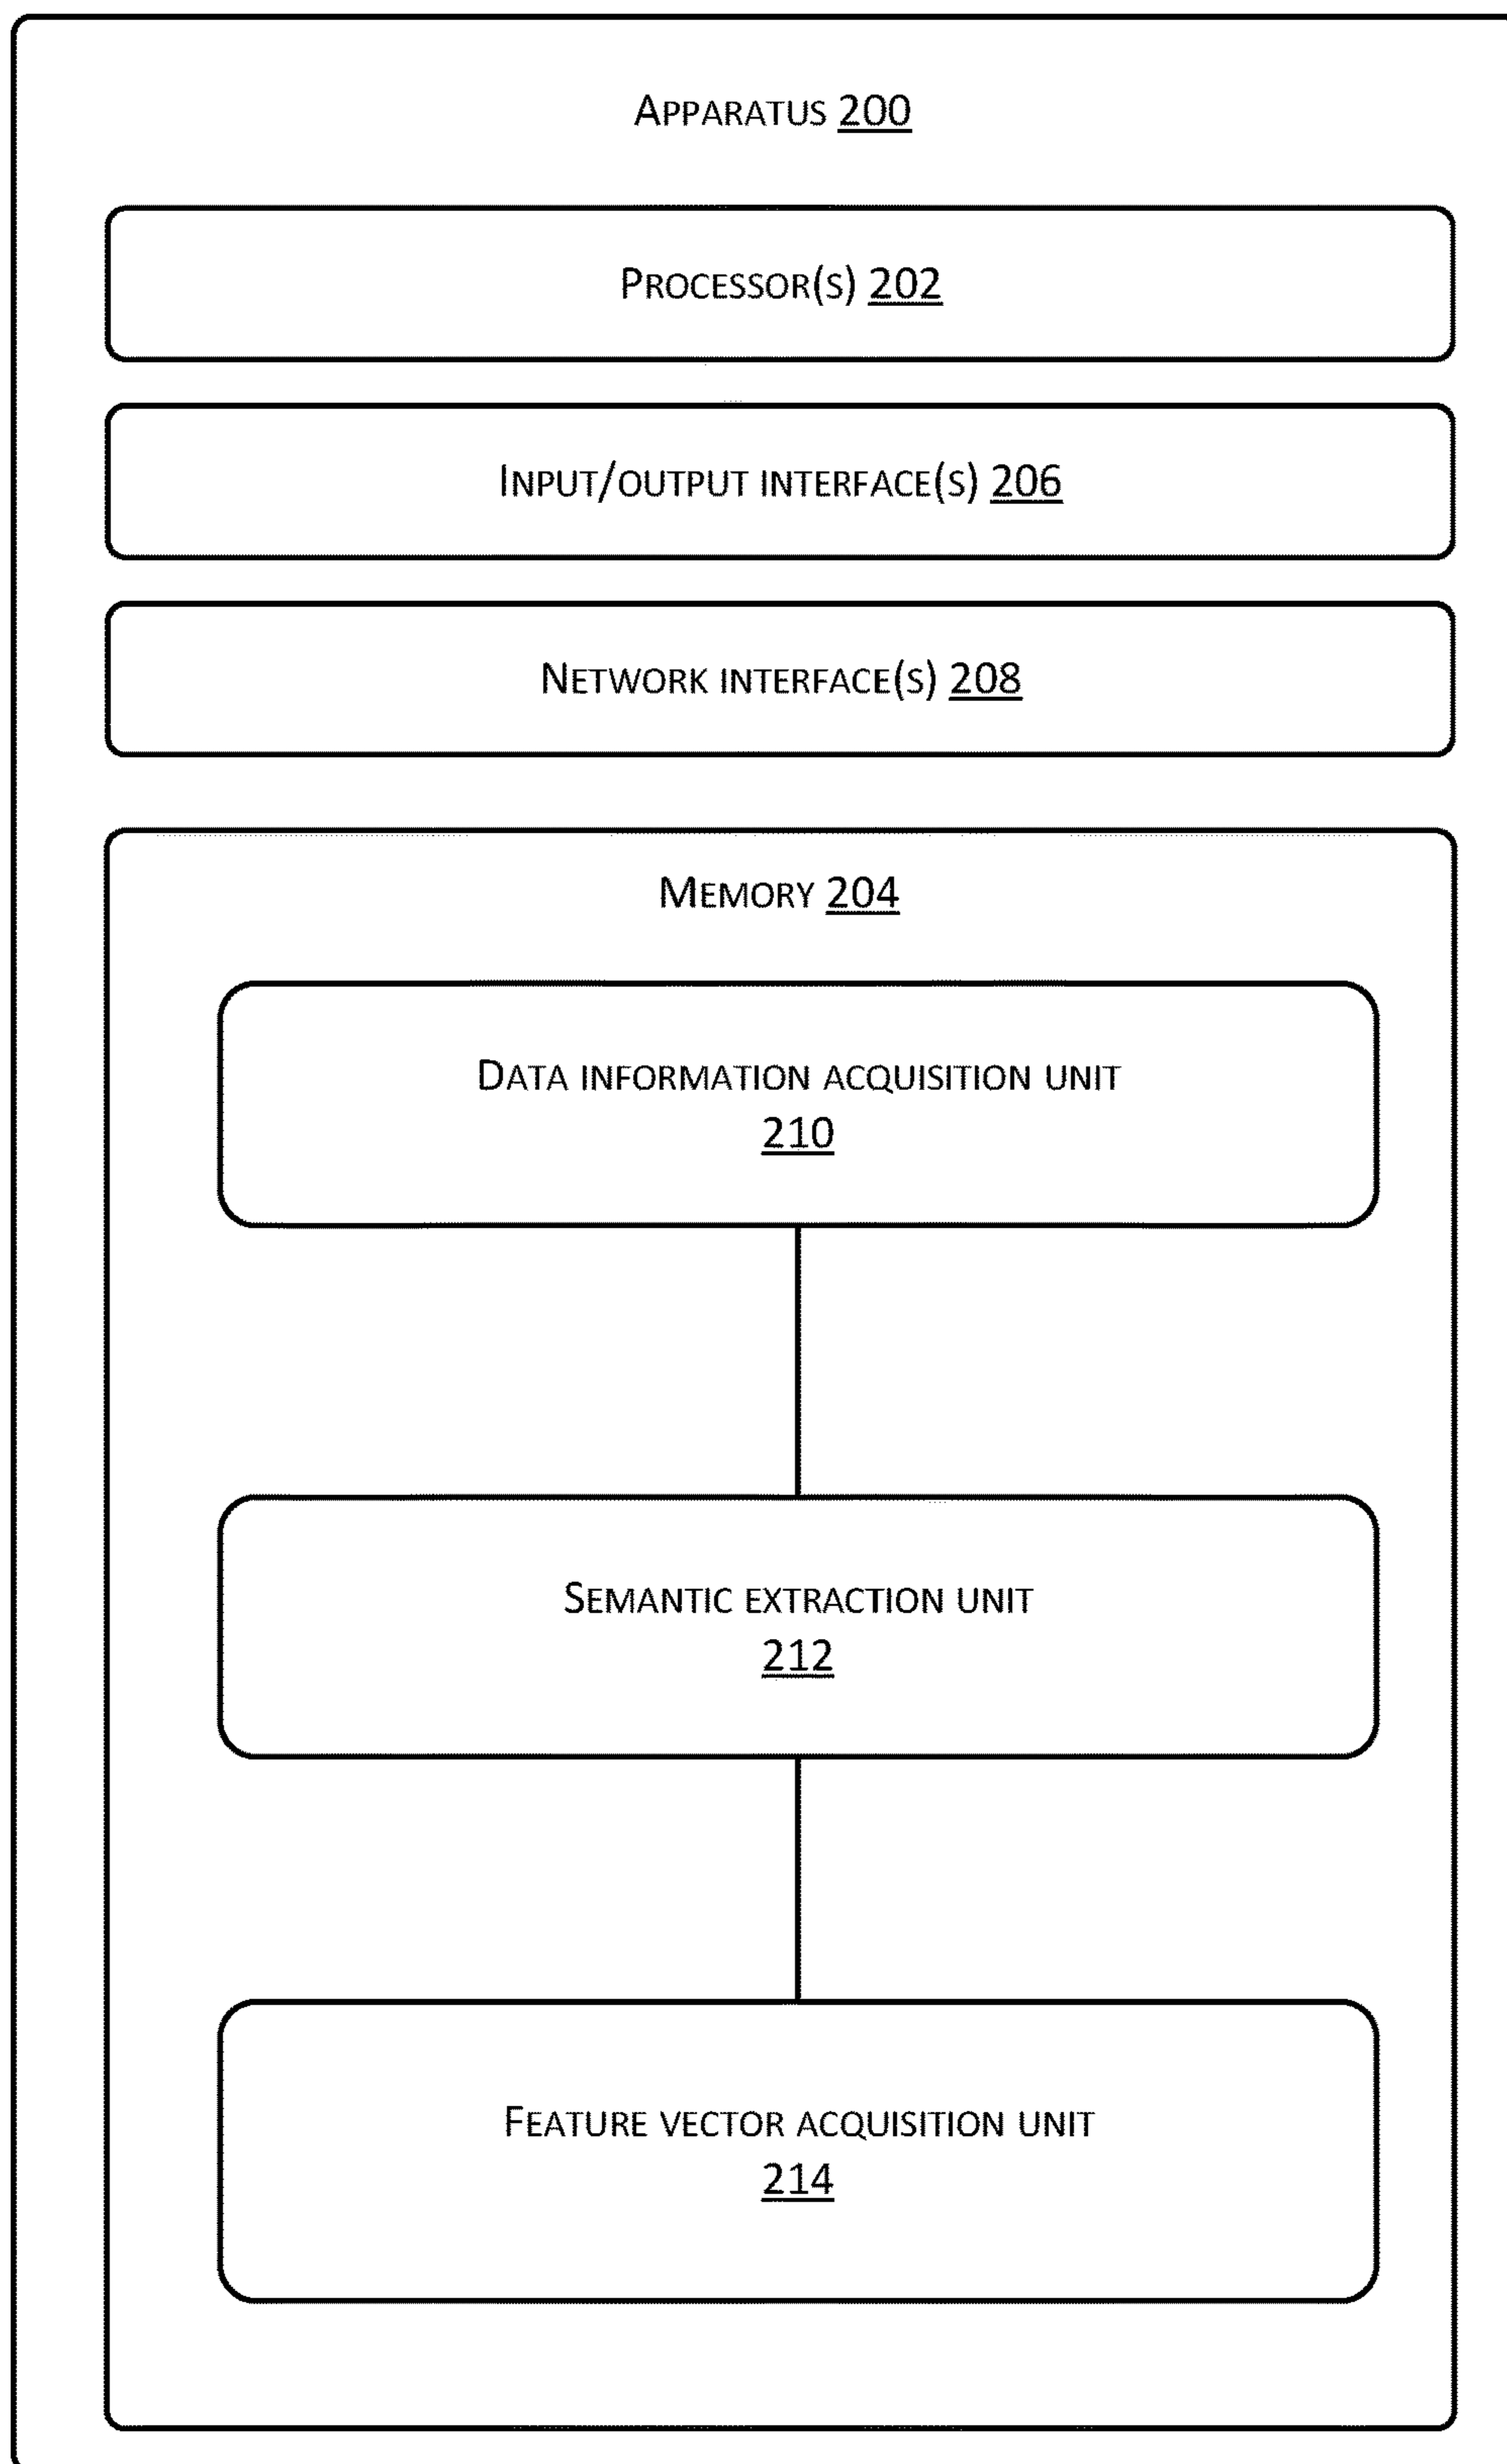 APPARATUS 200
PROCESSOR(S) 202
INPUT/OUTPUT INTERFACE(S) 206
NETWORK INTERFACE(S) 208
MEMORY 204
DATA INFORMATION ACQUISITION UNIT
210
SEMANTIC EXTRACTION UNIT
212
FEATURE VECTOR ACQUISITION UNIT
214